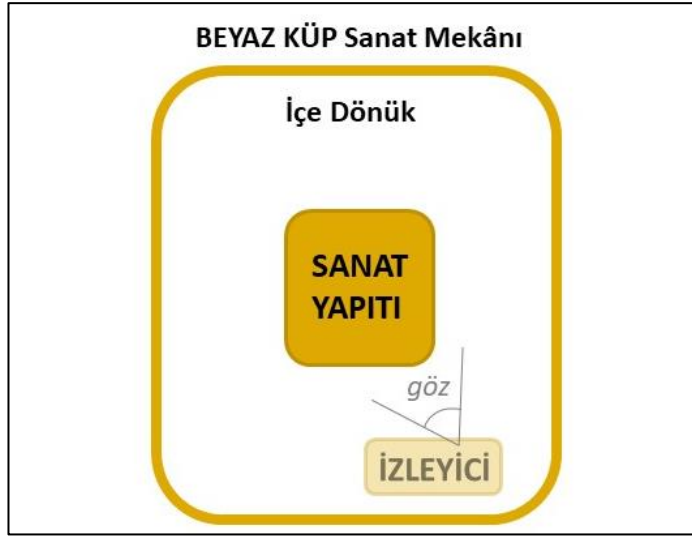 BEYAZ KÜP Sanat Mekânı
İçe Dönük
SANAT
YAPITI
göz
İZLEYİCİ